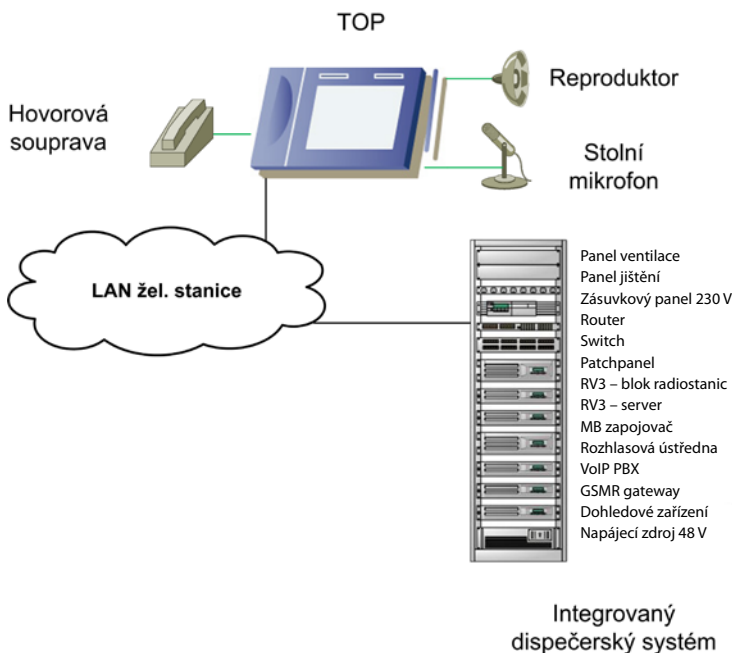 TOP
Reproduktor
Hovorová
souprava
Stolní
mikrofon
LAN žel. stanice
Panel ventilace
Panel jištění
Zásuvkový panel 230 V
Router
Switch
Patchpanel
RV3 – blok radiostanic
RV3 – server
MB zapojovač
Rozhlasová ústředna
VoIP PBX
GSMR gateway
Dohledové zařízení
Napájecí zdroj 48 V
Integrovaný
dispečerský systém